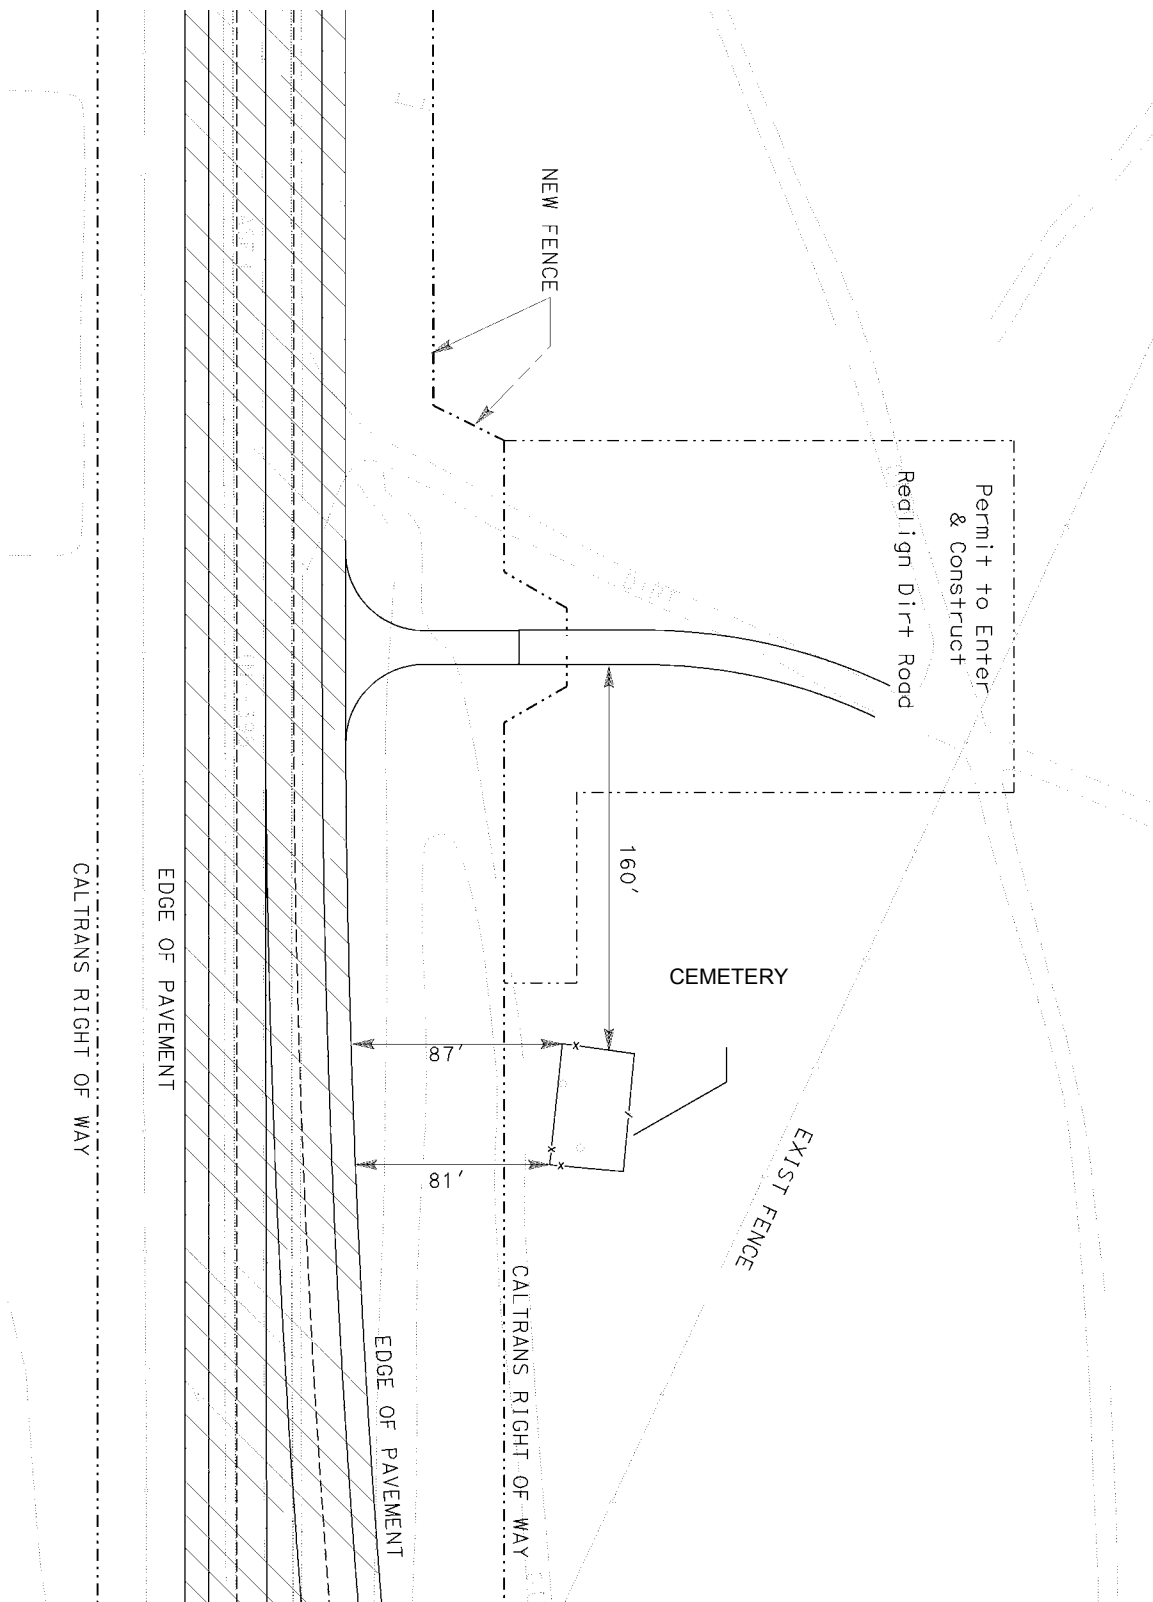 NEW FENCE
Permit to Enter
& Construct
Realign Dirt Road
DIRT
160'
CEMETERY
87'
81'
EXIST FENCE
EDGE OF PAVEMENT
CALTRANS RIGHT OF WAY
CALTRANS RIGHT OF WAY
EDGE OF PAVEMENT